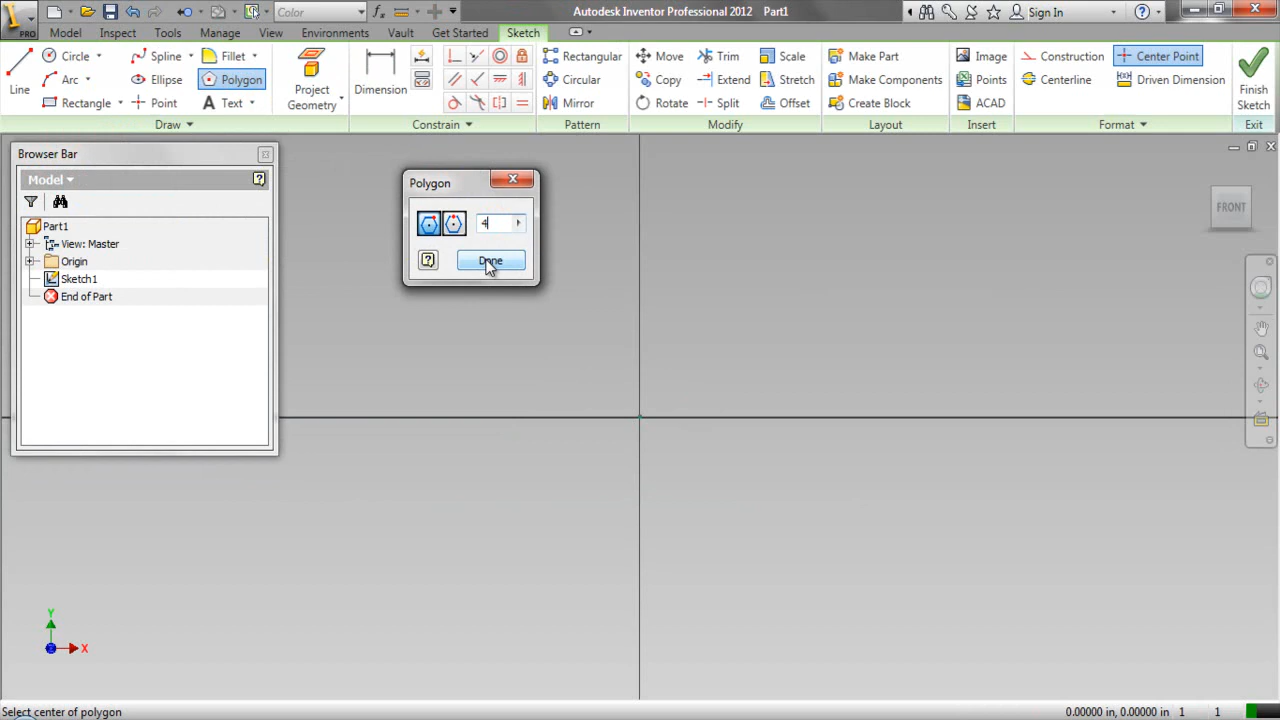 Color
Autodesk Inventor Professional 2012 Part1
Sign In
PRO
Model Inspect Tools Manage View Environments Vault Get Started Sketch
Line
Circle
Arc
Rectangle
Spline
Ellipse
Point
Fillet
Polygon
Text
Draw
Project
Geometry
Dimension
Constrain
Rectangular
Circular
Mirror
Pattern
Move
Copy
Rotate
Trim
Extend
Split
Scale
Stretch
Offset
Modify
Make Part
Make Components
Create Block
Layout
Image
Points
ACAD
Insert
Construction
Centerline
Center Point
Driven Dimension
Format
Finish
Sketch
Exit
Browser Bar
Model
Part1
View: Master
Origin
Sketch1
End of Part
Polygon
4
Done
FRONT
Y
X
Select center of polygon
0.00000 in, 0.00000 in 1 1